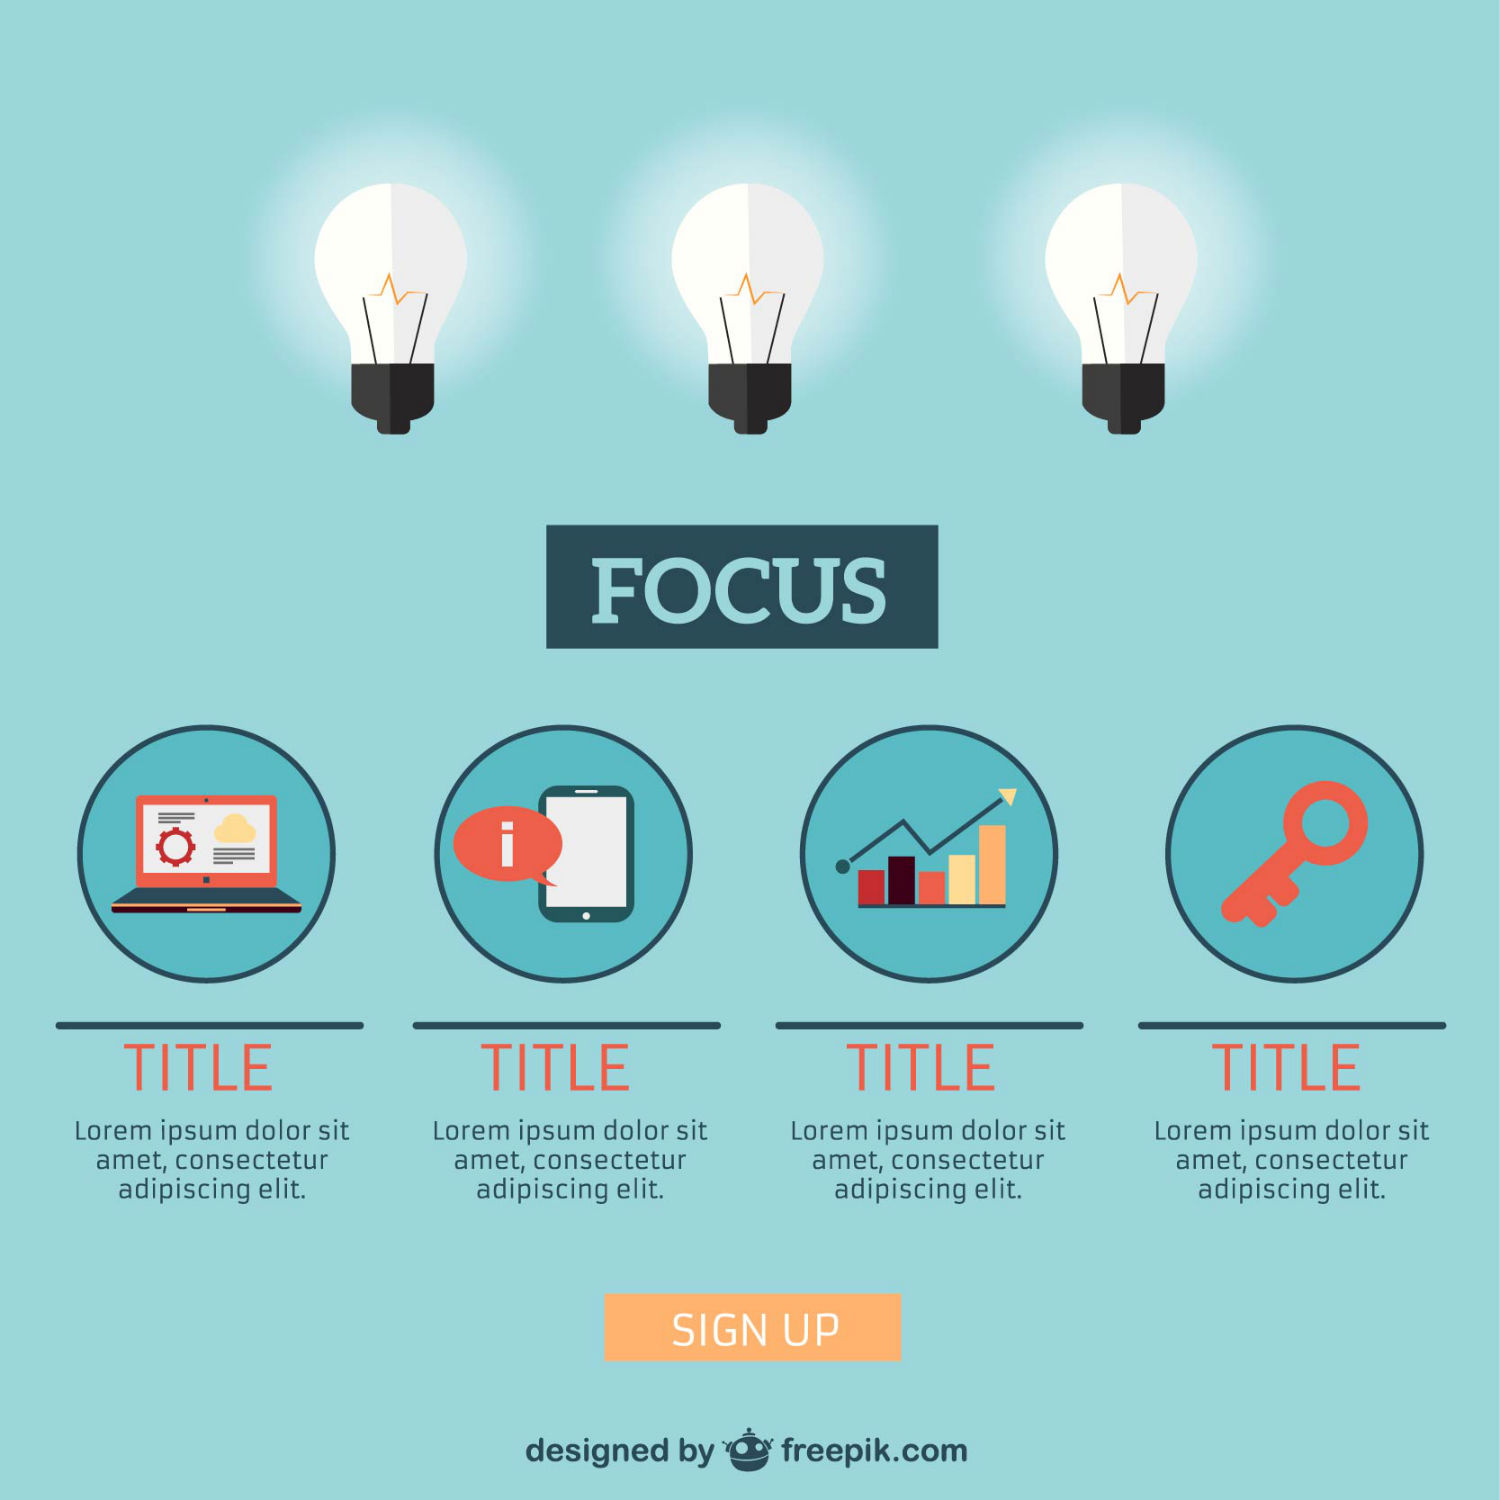 FOCUS
i
TITLE
Lorem ipsum dolor sit
amet, consectetur
adipiscing elit.
TITLE
Lorem ipsum dolor sit
amet, consectetur
adipiscing elit.
TITLE
Lorem ipsum dolor sit
amet, consectetur
adipiscing elit.
TITLE
Lorem ipsum dolor sit
amet, consectetur
adipiscing elit.
SIGN UP
designed by freepik.com